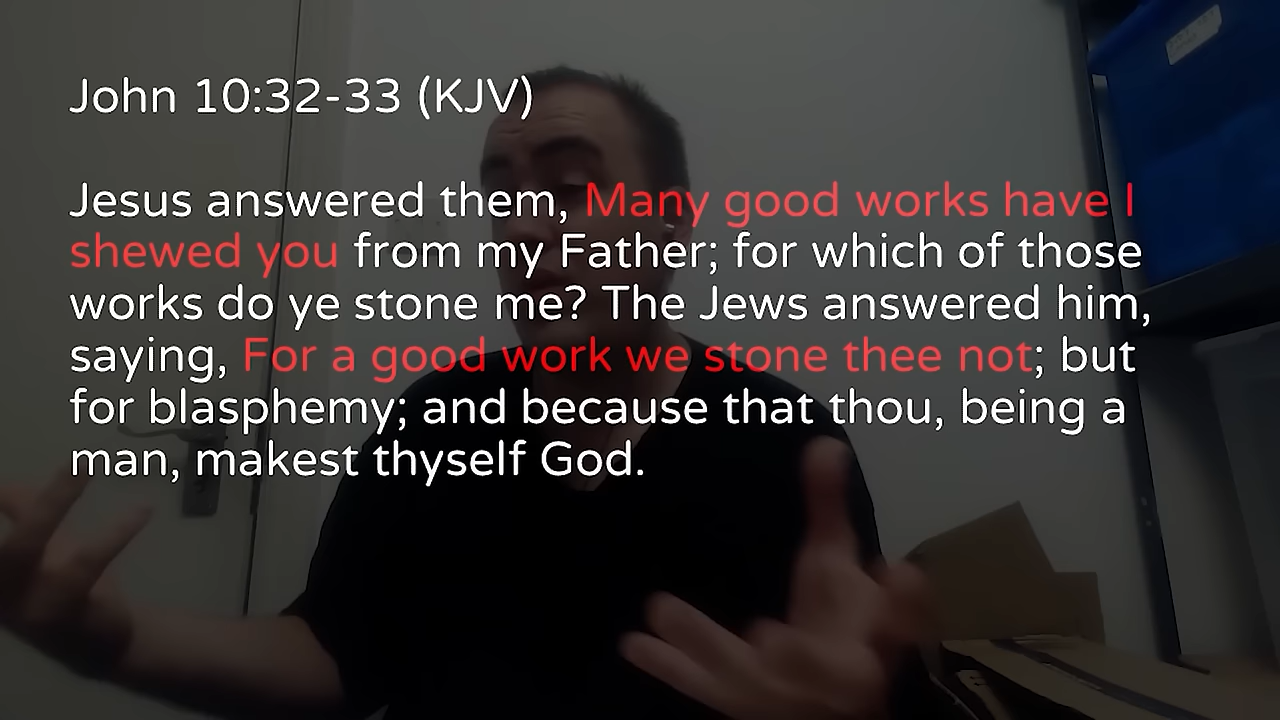 John 10:32-33 (KJV)
Jesus answered them, Many good works have I
shewed you from my Father; for which of those
works do ye stone me? The Jews answered him,
saying, For a good work we stone thee not; but
for blasphemy; and because that thou, being a
man, makest thyself God.